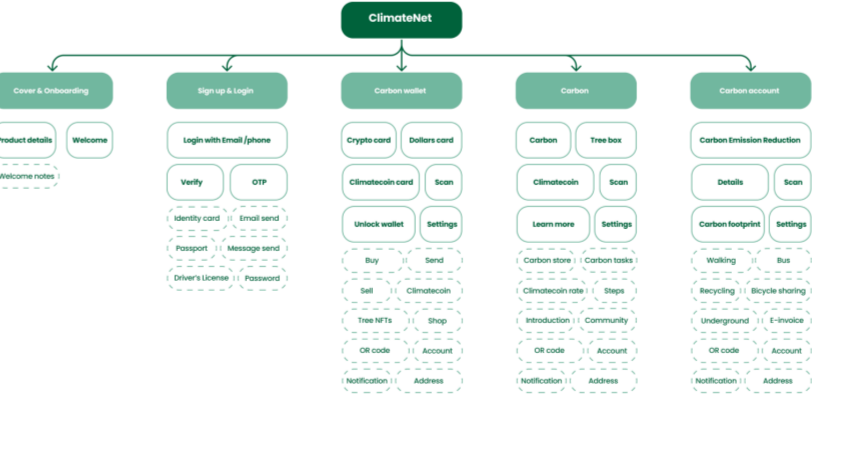 ClimateNet
Cover & Onboarding
Product details Welcome
Welcome notes
Sign up & Login
Login with Email /phone
Verify OTP
Identity card Email send
Passport Message send
Driver's License Password
Carbon wallet
Crypto card Dollars card
Climatecoin card Scan
Unlock wallet Settings
Buy Send
Sell Climatecoin
Tree NFTs Shop
OR code Account
Notification Address
Carbon
Carbon Tree box
Climatecoin Scan
Learn more Settings
Carbon store Carbon tasks
Climatecoin rate Steps
Introduction Community
OR code Account
Notification Address
Carbon account
Carbon Emission Reduction
Details Scan
Carbon footprint Settings
Walking Bus
Recycling Bicycle sharing
Underground E-invoice
OR code Account
Notification Address